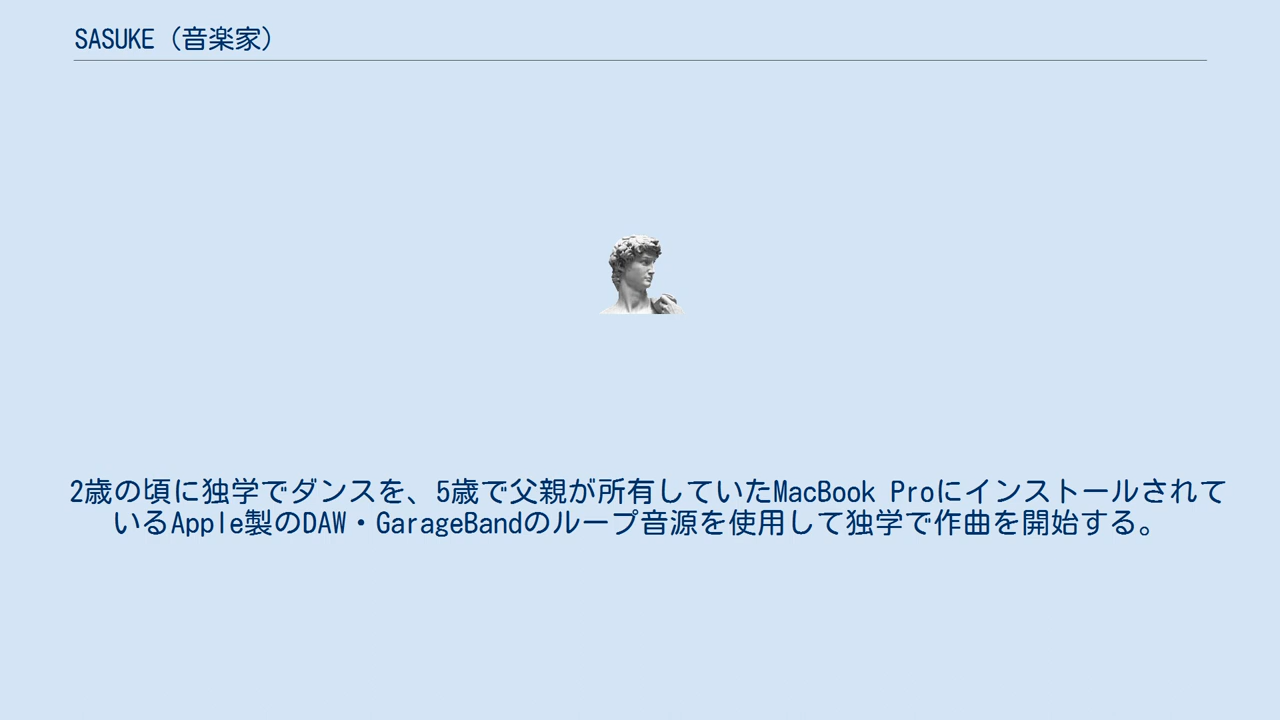 SASUKE（音楽家）
2歳の頃に独学でダンスを、5歳で父親が所有していたMacBook Proにインストールされて
いるApple製のDAW・GarageBandのループ音源を使用して独学で作曲を開始する。